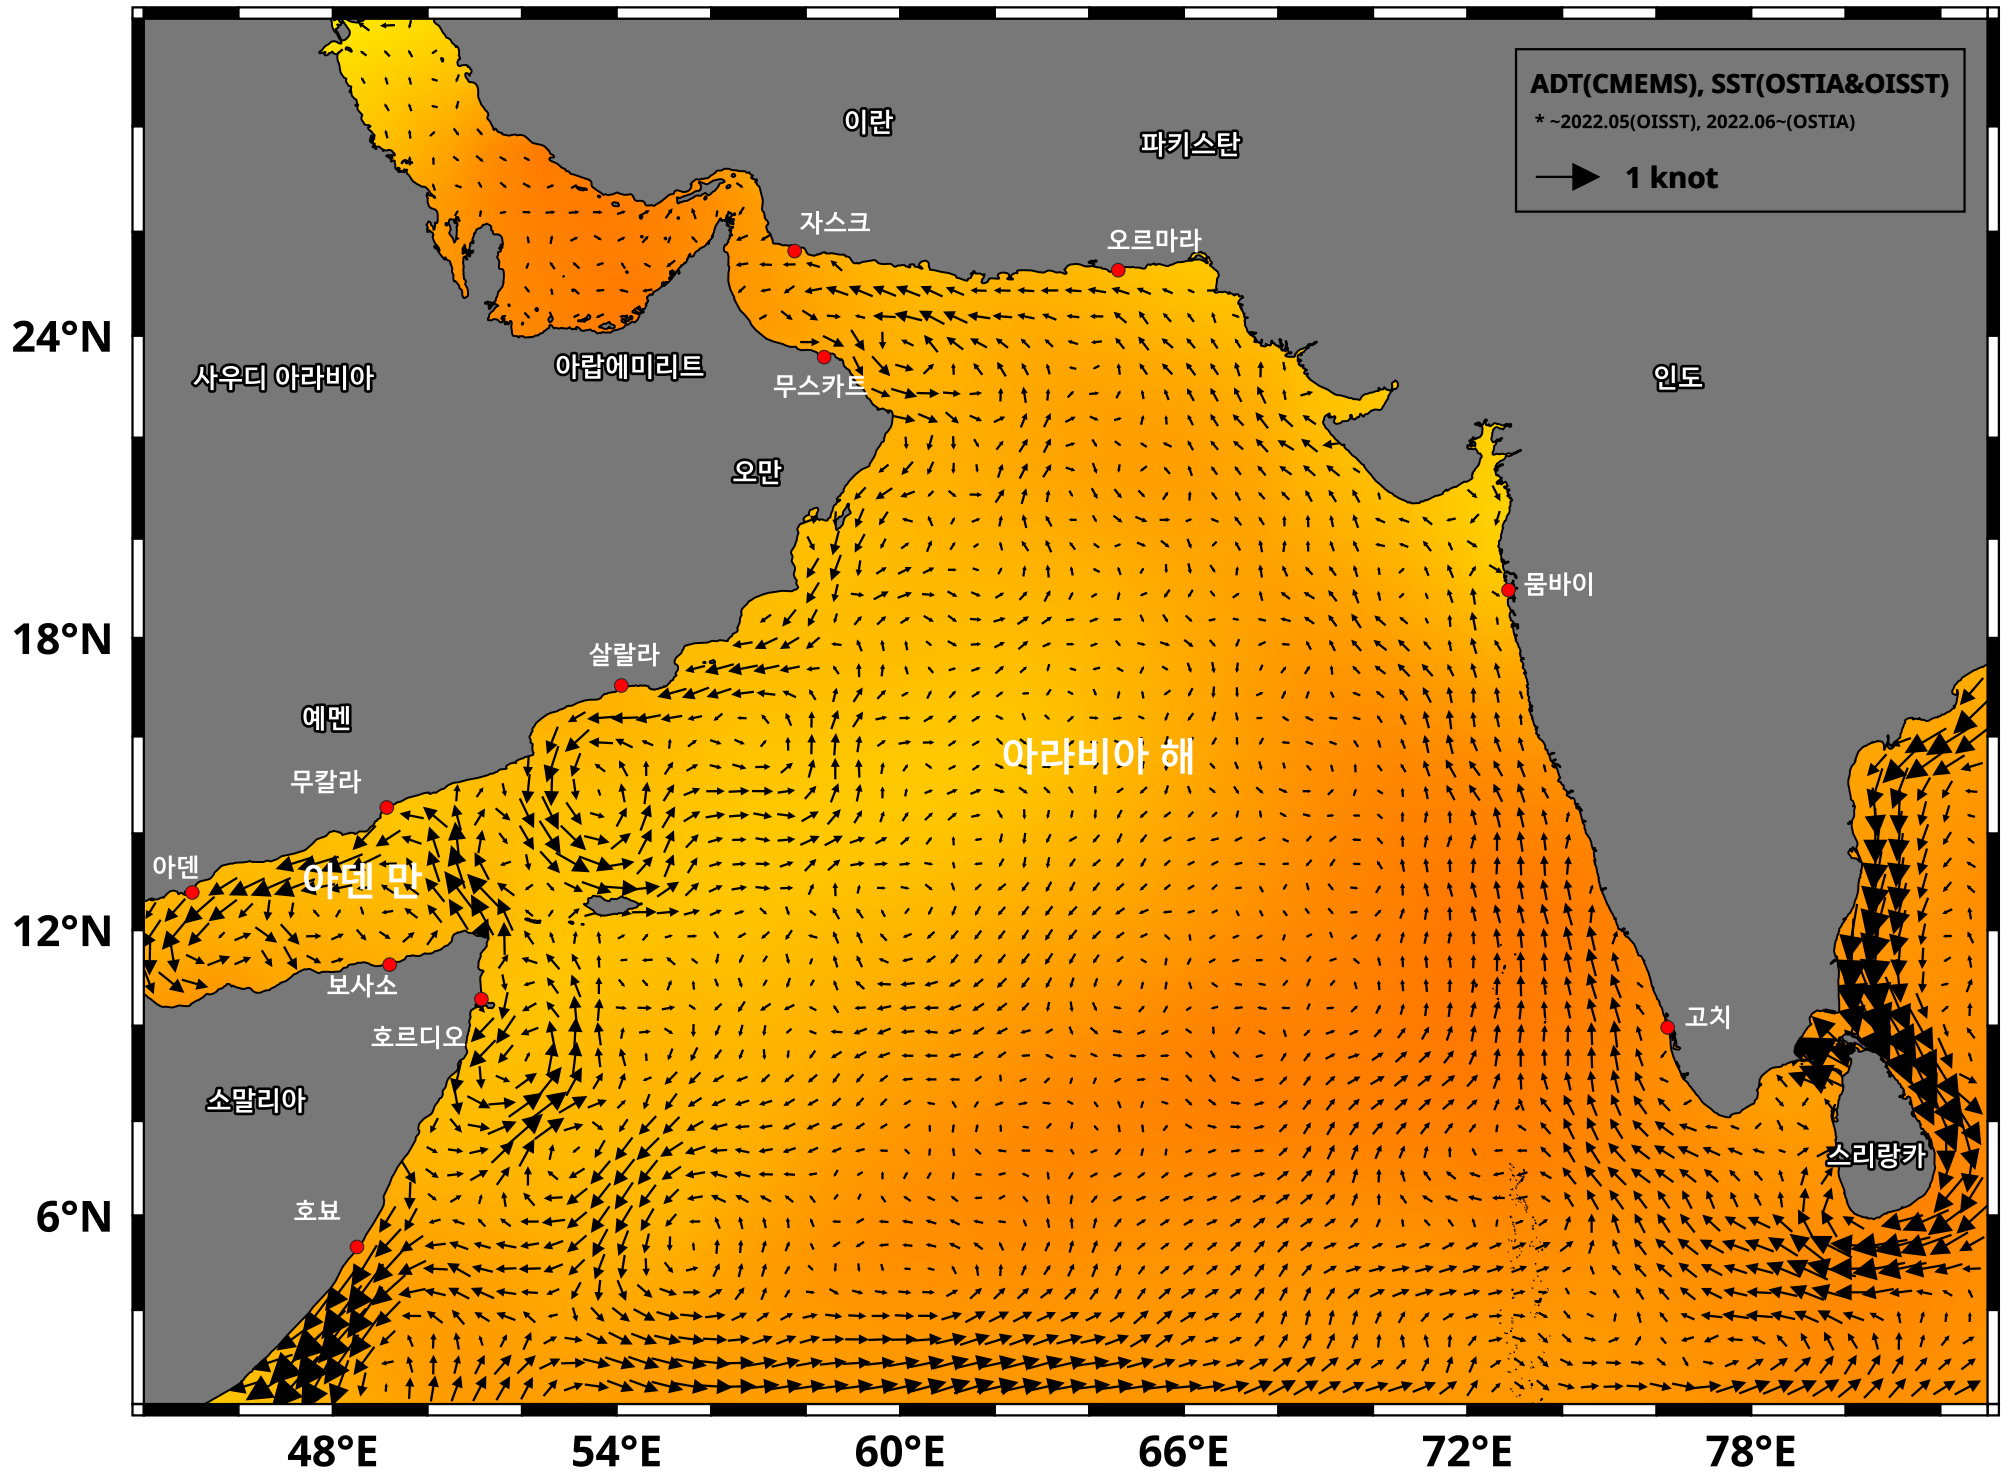 ADT(CMEMS), SST(OSTIA&OISST)
* ~2022.05(OISST), 2022.06~(OSTIA)
1 knot
이란
파키스탄
자스크
오르마라
24°N
사우디 아라비아
아랍에미리트
무스카트
인도
오만
뭄바이
18°N
살랄라
예멘
아라비아 해
무칼라
아덴
아덴 만
12°N
보사소
고치
호르디오
소말리아
스리랑카
호뵤
6°N
48°E
54°E
60°E
66°E
72°E
78°E